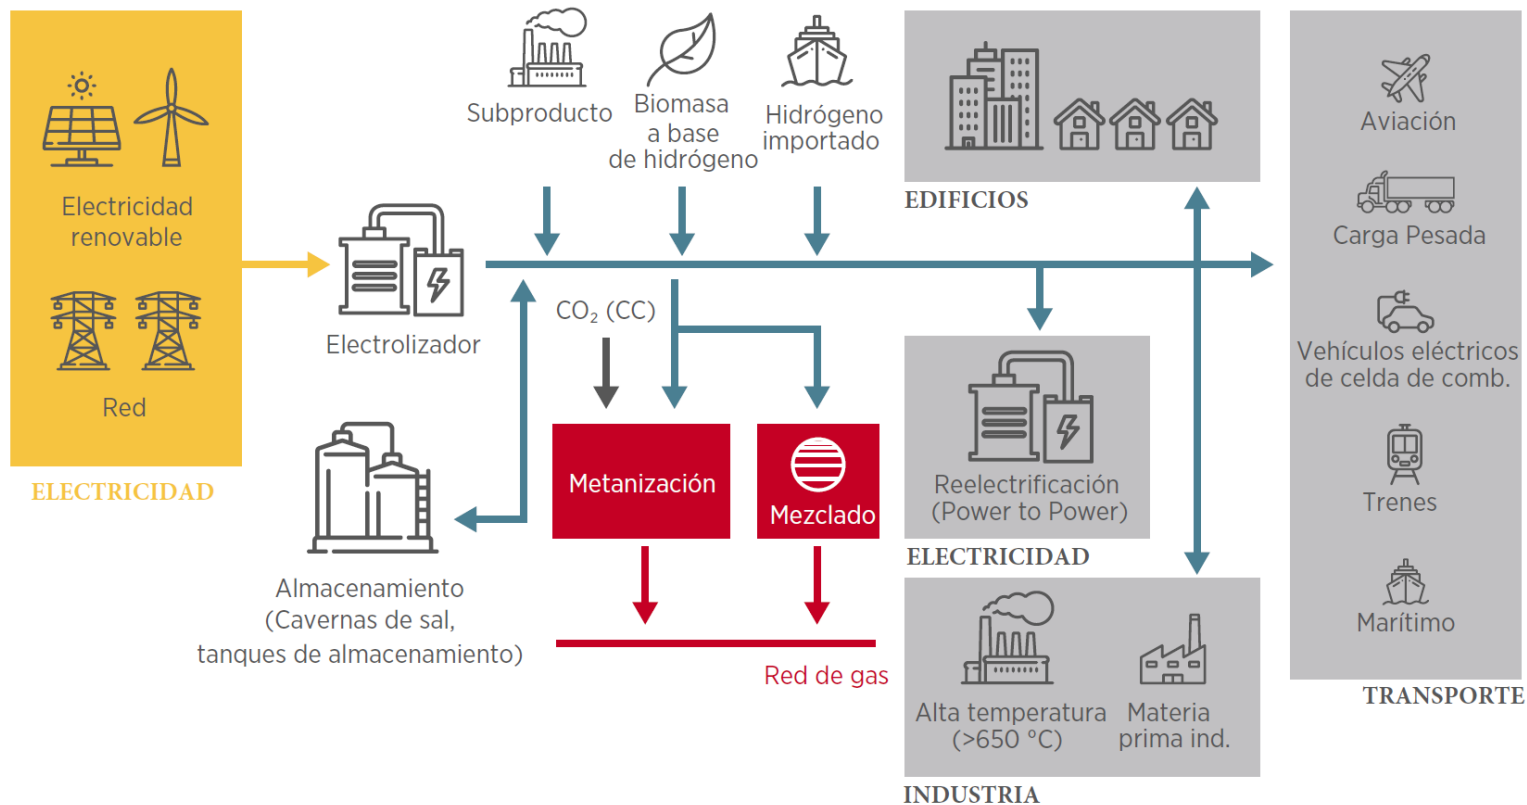 Electricidad
renovable
Red
ELECTRICIDAD
Electrolizador
Almacenamiento
(Cavernas de sal,
tanques de almacenamiento)
Subproducto
Biomasa
a base
de hidrógeno
Hidrógeno
importado
CO₂ (CC)
Metanización
Mezclado
Red de gas
EDIFICIOS
Reelectrificación
(Power to Power)
ELECTRICIDAD
Alta temperatura
(>650 °C)
Materia
prima ind.
INDUSTRIA
Aviación
Carga Pesada
Vehículos eléctricos
de celda de comb.
Trenes
Marítimo
TRANSPORTE